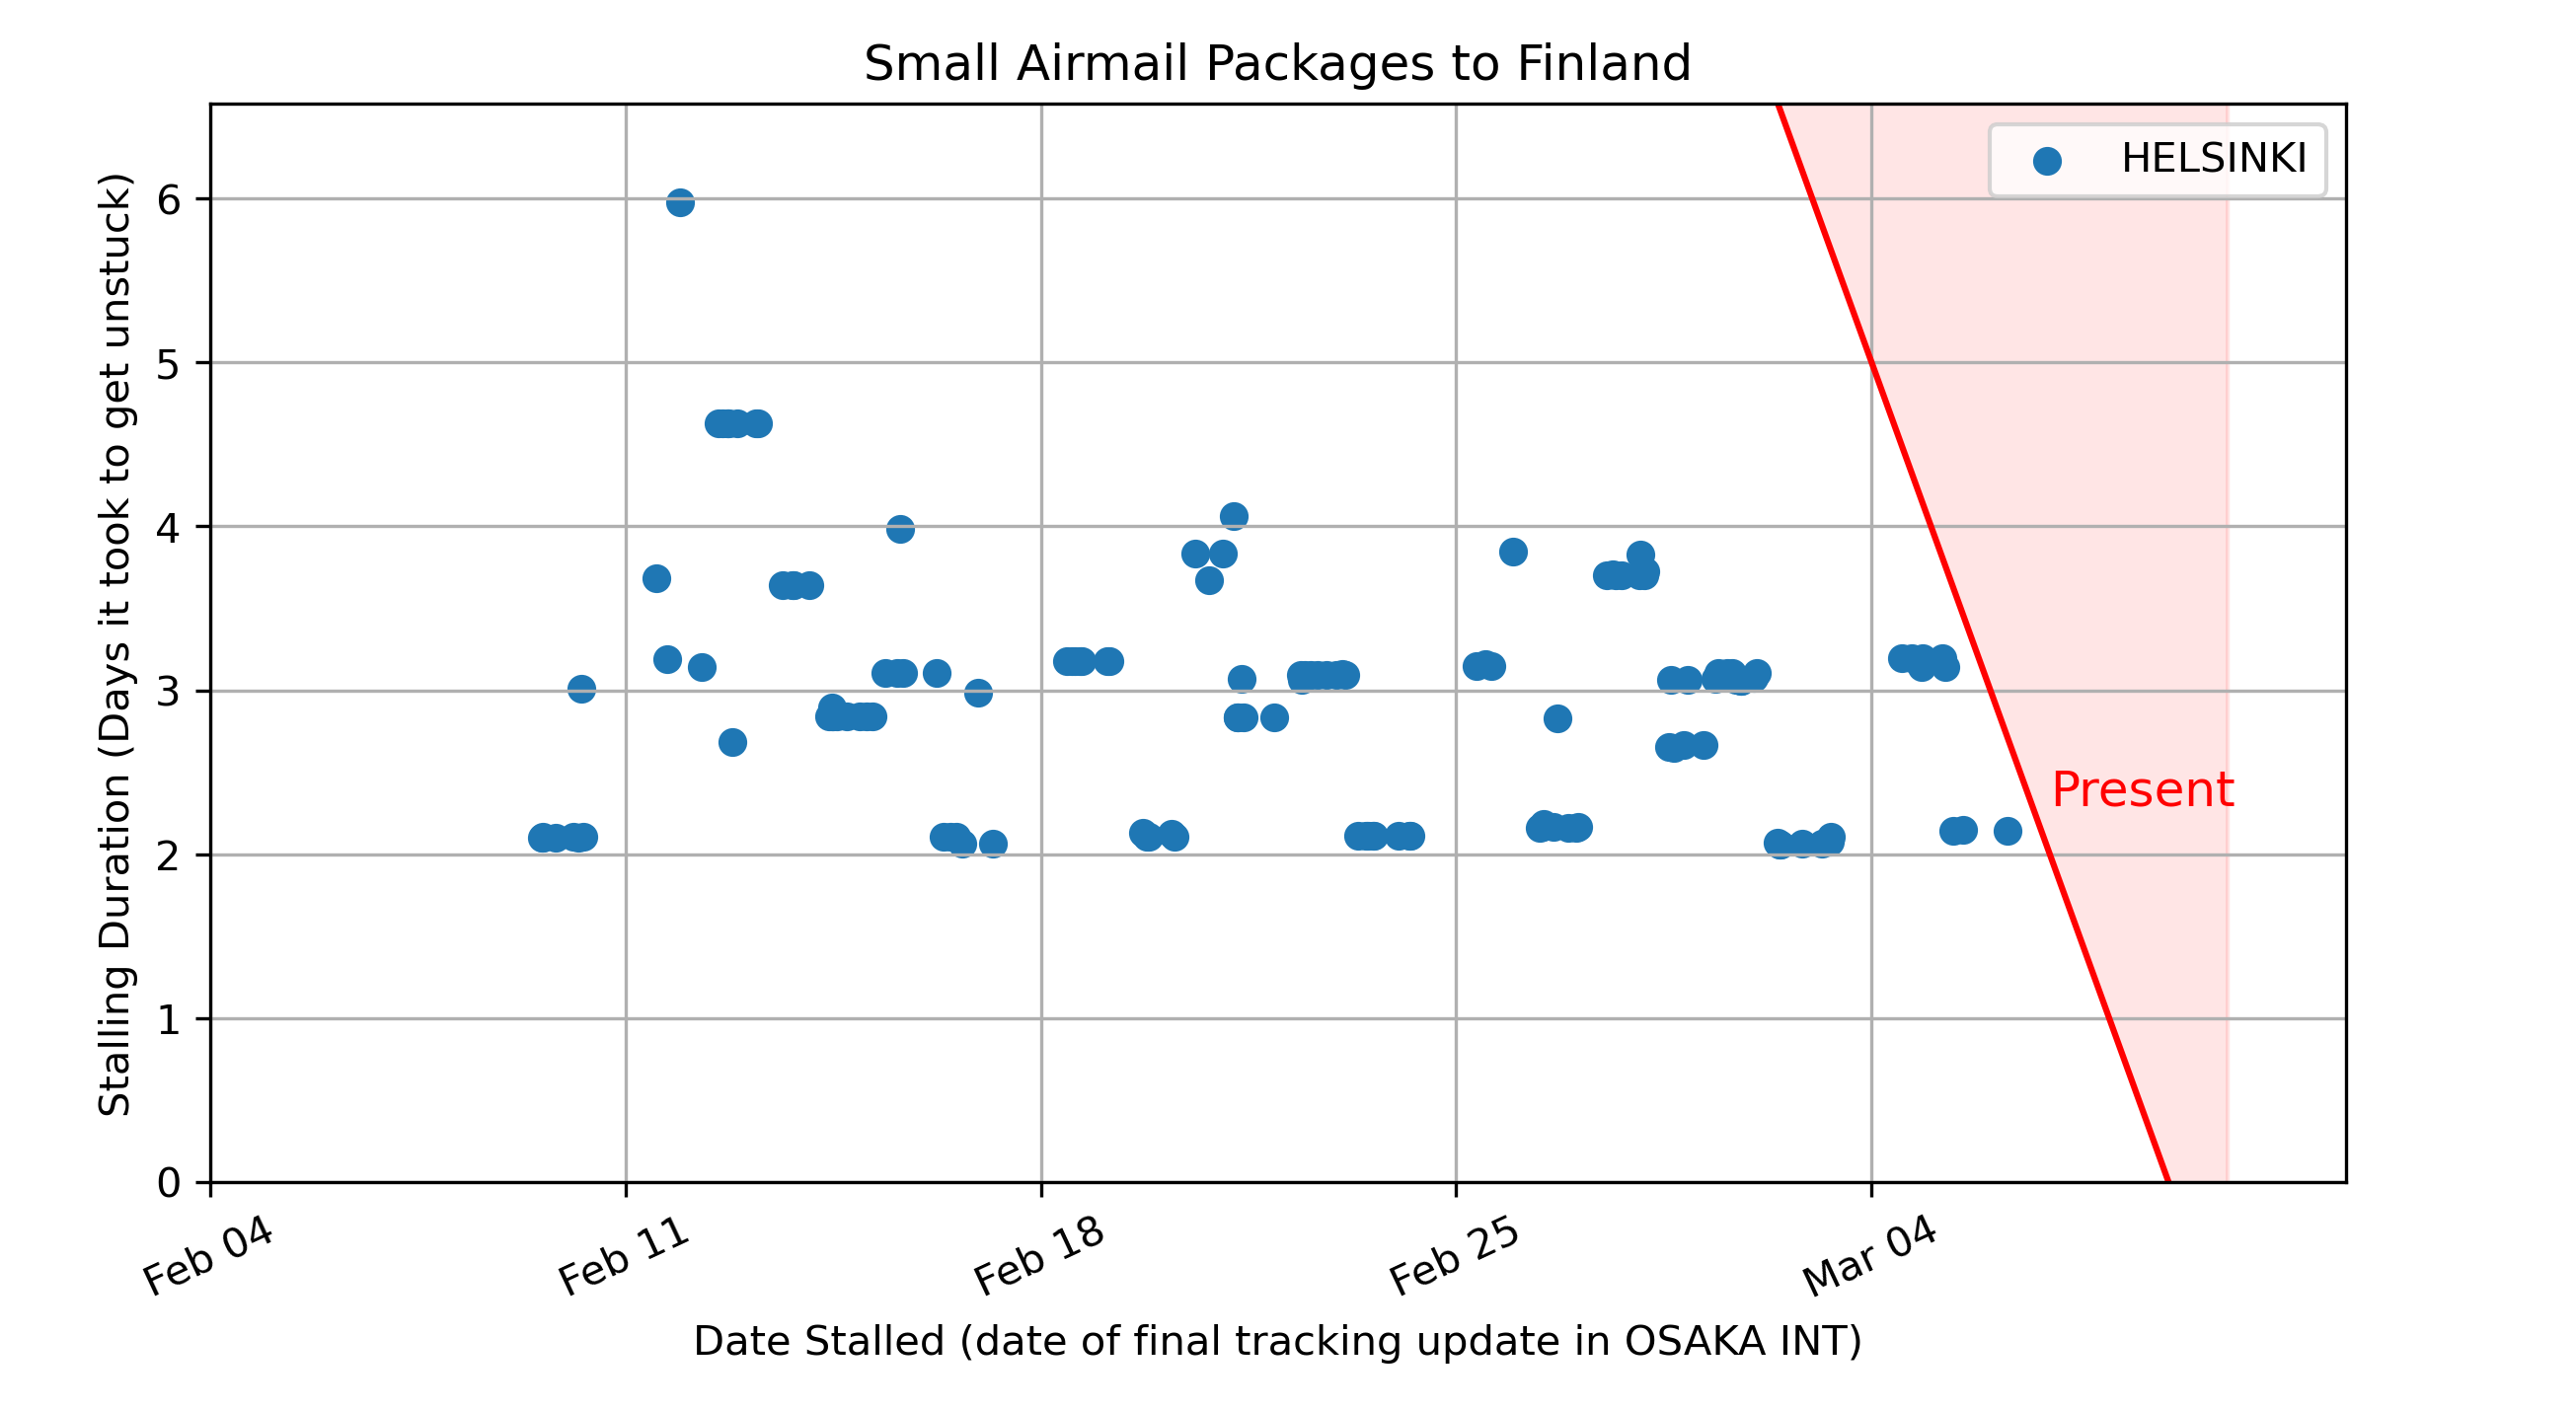 Small Airmail Packages to Finland
HELSINKI
Stalling Duration (Days it took to get unstuck)
6
5
4
3
2
1
0
Present
Feb 04
Feb 11
Feb 18
Feb 25
Mar 04
Date Stalled (date of final tracking update in OSAKA INT)